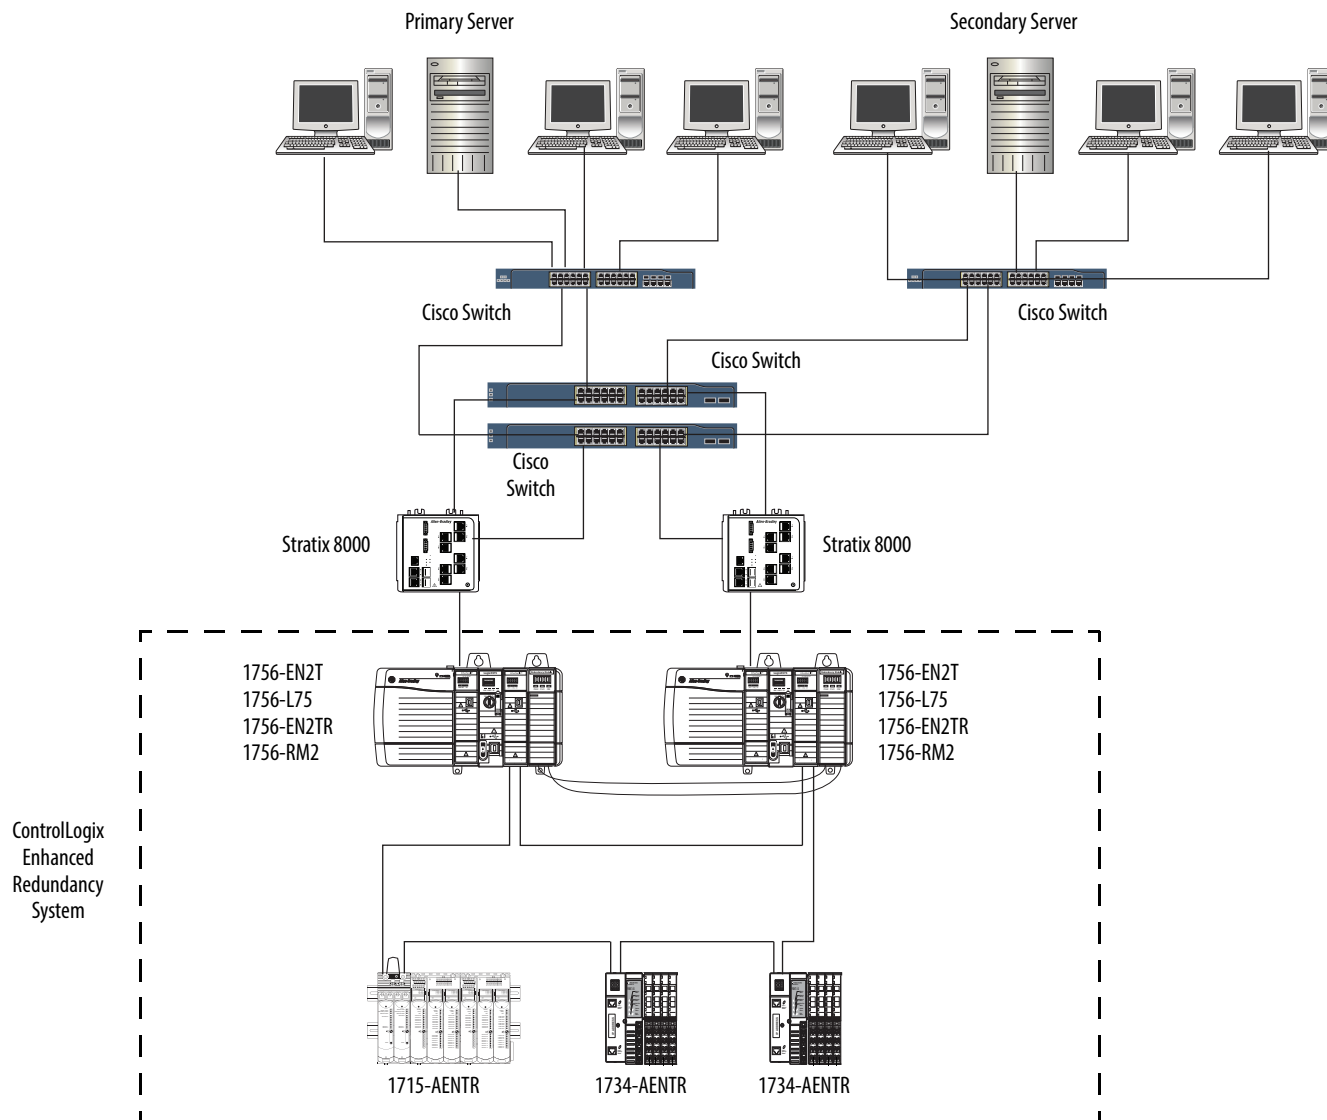 Primary Server
Secondary Server
Cisco Switch
Cisco Switch
Cisco Switch
Cisco
Switch
Stratix 8000
Stratix 8000
1756-EN2T
1756-L75
1756-EN2TR
1756-RM2
1756-EN2T
1756-L75
1756-EN2TR
1756-RM2
ControlLogix
Enhanced
Redundancy
System
1715-AENTR
1734-AENTR
1734-AENTR